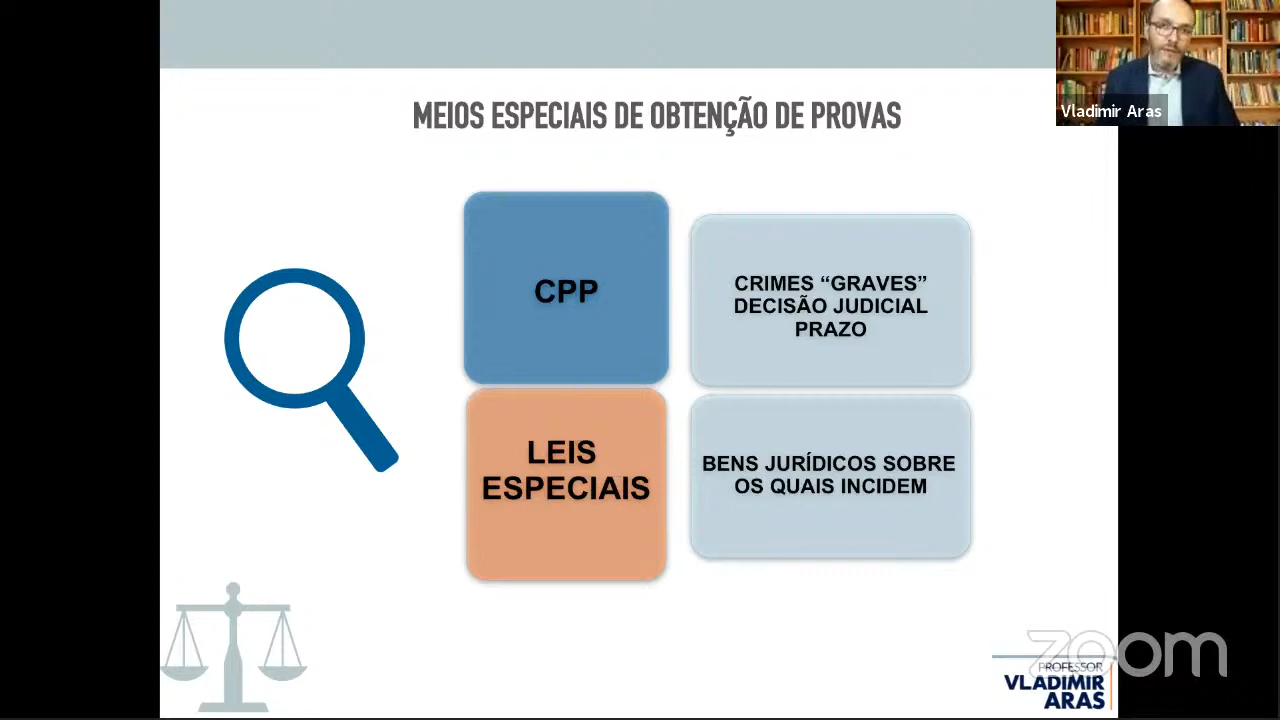 Vladimir Aras
MEIOS ESPECIAIS DE OBTENÇÃO DE PROVAS
CPP
CRIMES “GRAVES”
DECISÃO JUDICIAL
PRAZO
LEIS
ESPECIAIS
BENS JURÍDICOS SOBRE
OS QUAIS INCIDEM
zoom
PROFESSOR
VLADIMIR
ARAS